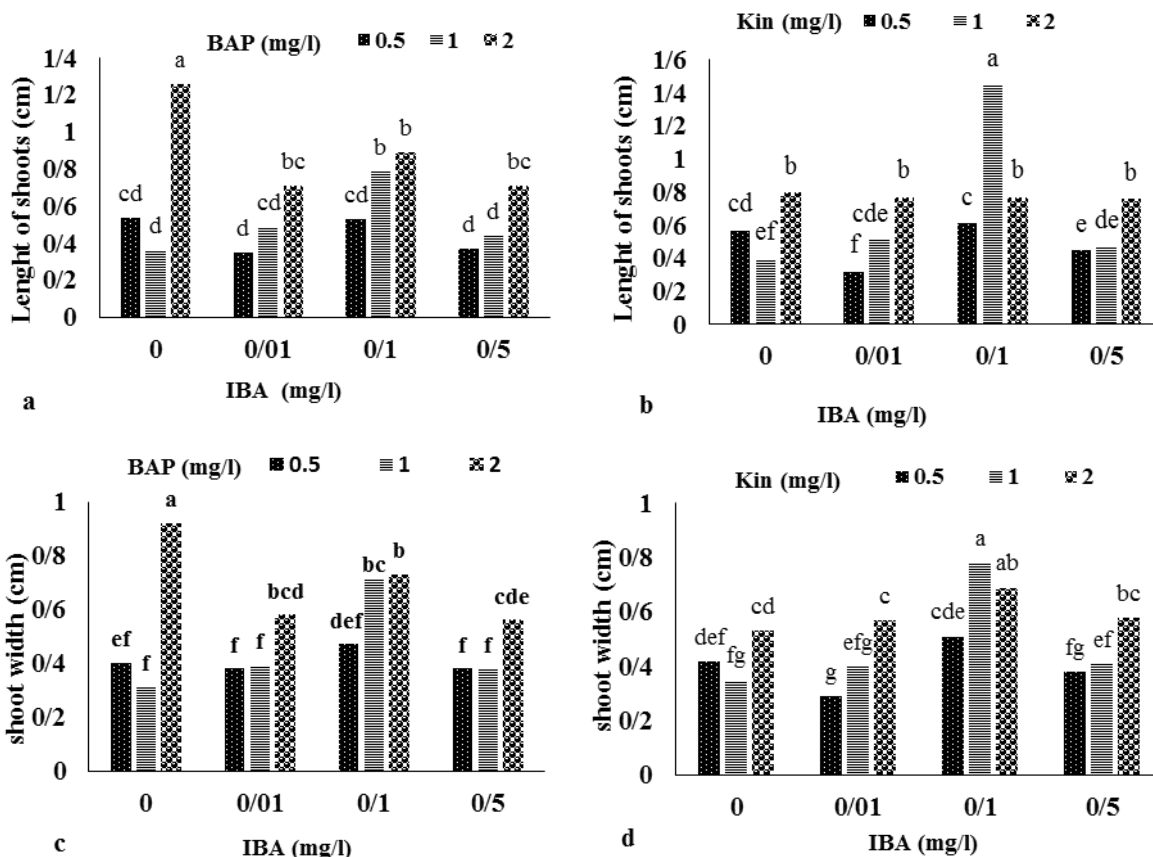 BAP (mg/l) 0.5 1 2
Lenght of shoots (cm)
1/4
1/2
1
0/8
0/6
0/4
0/2
0
cd d a
d cd bc
cd b b
d d bc
0 0/01 0/1 0/5
IBA (mg/l)
a
Kin (mg/l) 0.5 1 2
Lenght of shoots (cm)
1/6
1/4
1/2
1
0/8
0/6
0/4
0/2
0
cd ef b
f cde b
c a b
e de b
0 0/01 0/1 0/5
IBA (mg/l)
b
BAP (mg/l) 0.5 1 2
shoot width (cm)
1
0/8
0/6
0/4
0/2
0
ef f a
f f bcd
def bc b
f f cde
0 0/01 0/1 0/5
IBA (mg/l)
c
Kin (mg/l) 0.5 1 2
shoot width (cm)
1
0/8
0/6
0/4
0/2
0
def fg cd
g efg c
cde a ab
fg ef bc
0 0/01 0/1 0/5
IBA (mg/l)
d